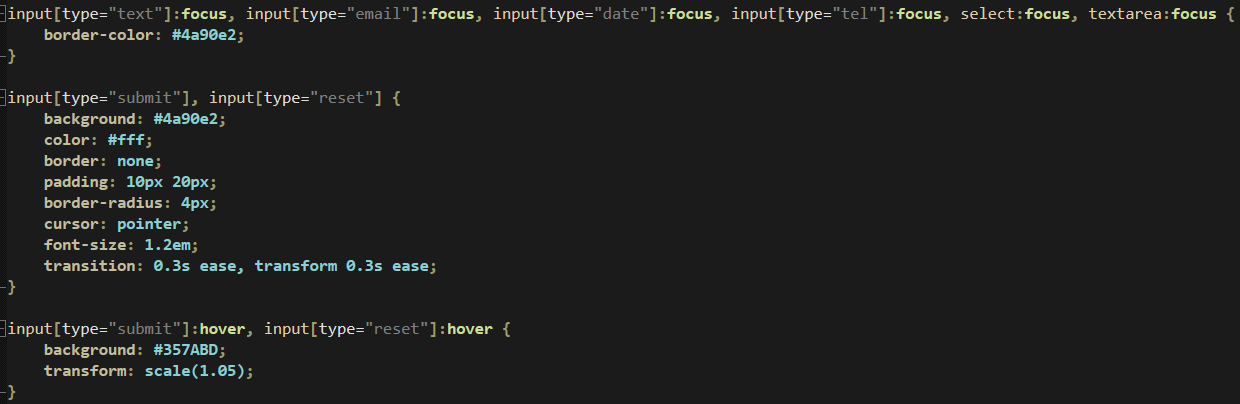 input[type="text"]:focus, input[type="email"]:focus, input[type="date"]:focus, input[type="tel"]:focus, select:focus, textarea:focus {
    border-color: #4a90e2;
}

input[type="submit"], input[type="reset"] {
    background: #4a90e2;
    color: #fff;
    border: none;
    padding: 10px 20px;
    border-radius: 4px;
    cursor: pointer;
    font-size: 1.2em;
    transition: 0.3s ease, transform 0.3s ease;
}

input[type="submit"]:hover, input[type="reset"]:hover {
    background: #357ABD;
    transform: scale(1.05);
}